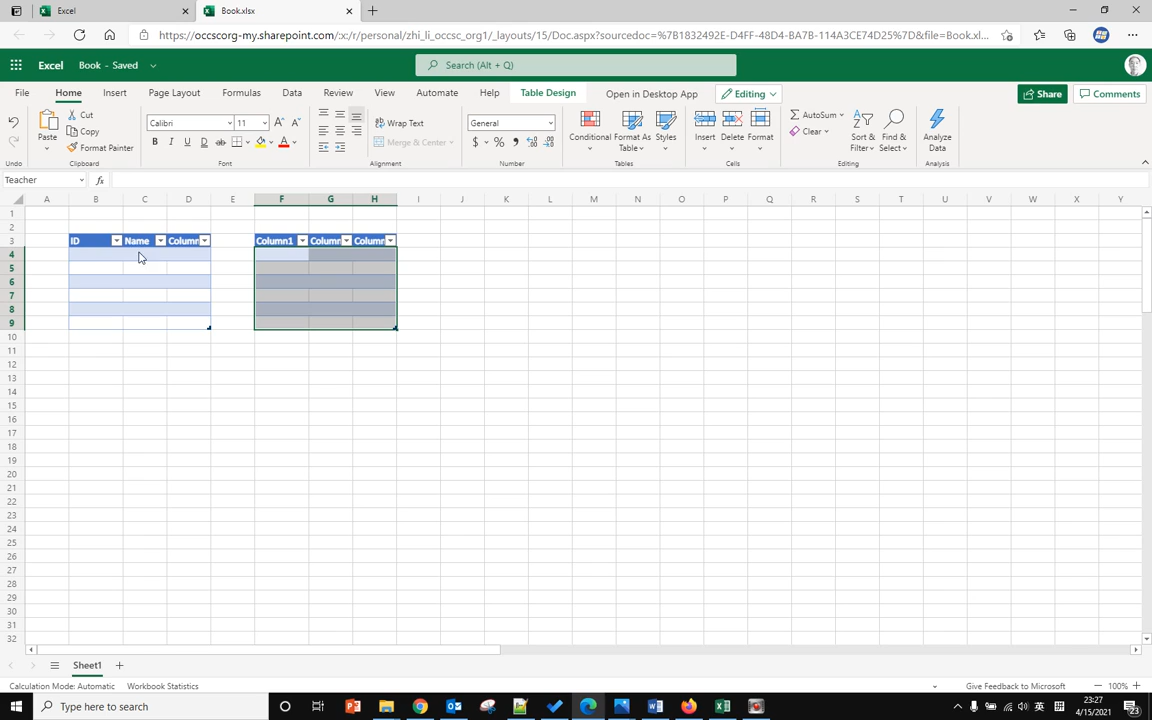 Excel
Book.xlsx
https://occscorg-my.sharepoint.com/:x:/r/personal/zhi_li_occsc_org1/_layouts/15/Doc.aspx?sourcedoc=%7B1832492E-D4FF-48D4-BA7B-114A3CE74D25%7D&file=Book.xl...
Excel Book - Saved Search (Alt + Q)
File Home Insert Page Layout Formulas Data Review View Automate Help Table Design Open in Desktop App Editing Share Comments
Cut
Copy
Format Painter
Paste
Calibri 11
B I U D ab A
Wrap Text
Merge & Center
General
$ % ,
Conditional Formatting
Format As Table
Styles
Insert Delete Format
AutoSum
Clear
Sort & Filter
Find & Select
Analyze Data
Undo Clipboard Font Alignment Number Tables Cells Editing Analysis
Teacher fx
A B C D E F G H I J K L M N O P Q R S T U V W X Y
1
2
3 ID Name Column Column1 Column Column
4
5
6
7
8
9
10
11
12
13
14
15
16
17
18
19
20
21
22
23
24
25
26
27
28
29
30
31
32
Sheet1
Calculation Mode: Automatic Workbook Statistics Give Feedback to Microsoft 100%
Type here to search
英
23:27
4/15/2021
23